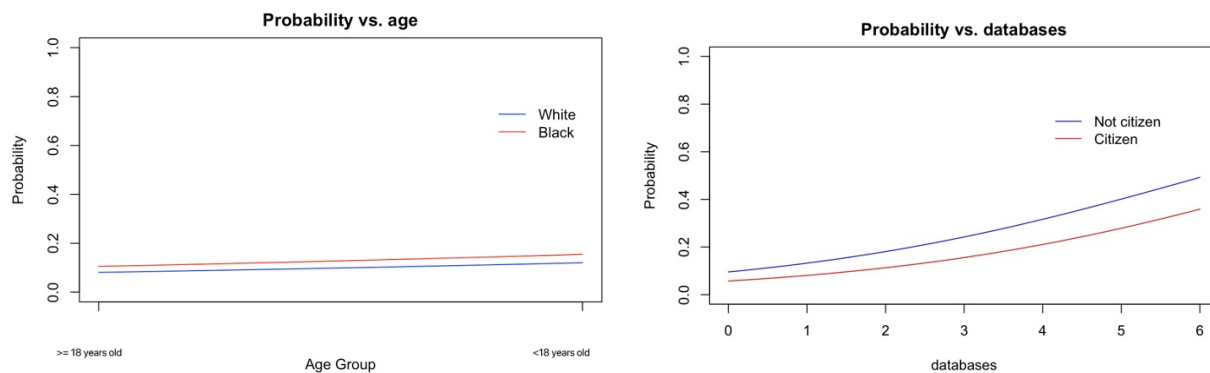 Probability vs. age
Probability
1.0
0.8
0.6
0.4
0.2
0.0
White
Black
>= 18 years old
<18 years old
Age Group
Probability vs. databases
Probability
1.0
0.8
0.6
0.4
0.2
0.0
Not citizen
Citizen
0 1 2 3 4 5 6
databases